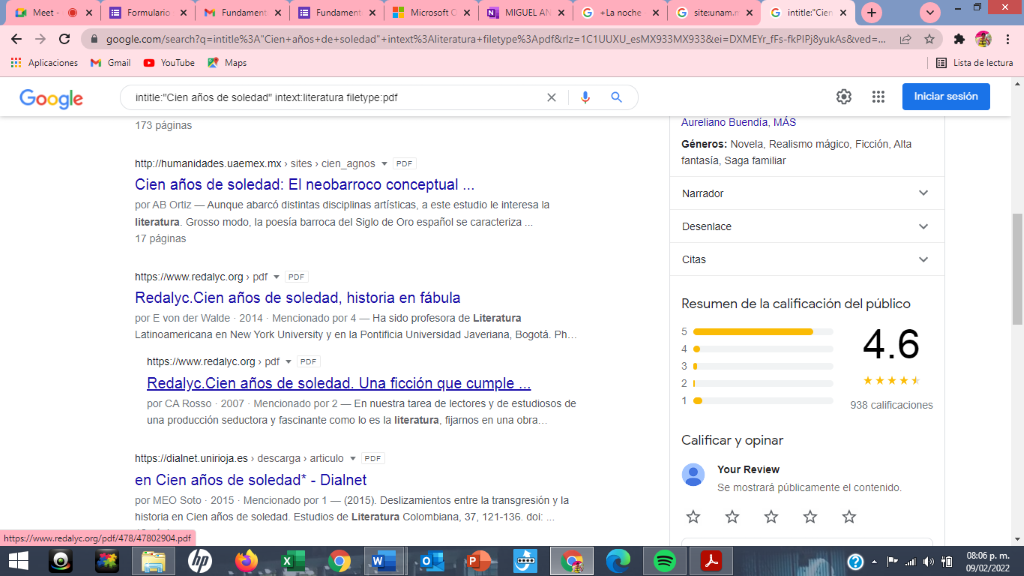 Meet -
Formulario
Fundament
Fundament
Microsoft C
MIGUEL AN
+La noche
site:unam.m
intitle:"Cien
google.com/search?q=intitle%3A"Cien+años+de+soledad"+intext%3Aliteratura+filetype%3Apdf&rlz=1C1UUXU_esMX933MX933&ei=DXMEYr_fFs-fkPIPj8yukAs&ved=...
Aplicaciones
Gmail
YouTube
Maps
Lista de lectura
Google
intitle:"Cien años de soledad" intext:literatura filetype:pdf
Iniciar sesión
173 páginas
http://humanidades.uaemex.mx › sites › cien_agnos PDF
Cien años de soledad: El neobarroco conceptual ...
por AB Ortiz — Aunque abarcó distintas disciplinas artísticas, a este estudio le interesa la
literatura. Grosso modo, la poesía barroca del Siglo de Oro español se caracteriza ...
17 páginas
https://www.redalyc.org › pdf PDF
Redalyc.Cien años de soledad, historia en fábula
por E von der Walde · 2014 · Mencionado por 4 — Ha sido profesora de Literatura
Latinoamericana en New York University y en la Pontificia Universidad Javeriana, Bogotá. Ph...
https://www.redalyc.org › pdf PDF
Redalyc.Cien años de soledad. Una ficción que cumple ...
por CA Rosso · 2007 · Mencionado por 2 — En nuestra tarea de lectores y de estudiosos de
una producción seductora y fascinante como lo es la literatura, fijarnos en una obra...
https://dialnet.unirioja.es › descarga › articulo PDF
en Cien años de soledad* - Dialnet
por MEO Soto · 2015 · Mencionado por 1 — (2015). Deslizamientos entre la transgresión y la
historia en Cien años de soledad. Estudios de Literatura Colombiana, 37, 121-136. doi: ...
Aureliano Buendía, MÁS
Géneros: Novela, Realismo mágico, Ficción, Alta
fantasía, Saga familiar
Narrador
Desenlace
Citas
Resumen de la calificación del público
5
4
3
2
1
4.6
938 calificaciones
Calificar y opinar
Your Review
Se mostrará públicamente el contenido.
https://www.redalyc.org/pdf/478/47802904.pdf
08:06 p. m.
09/02/2022